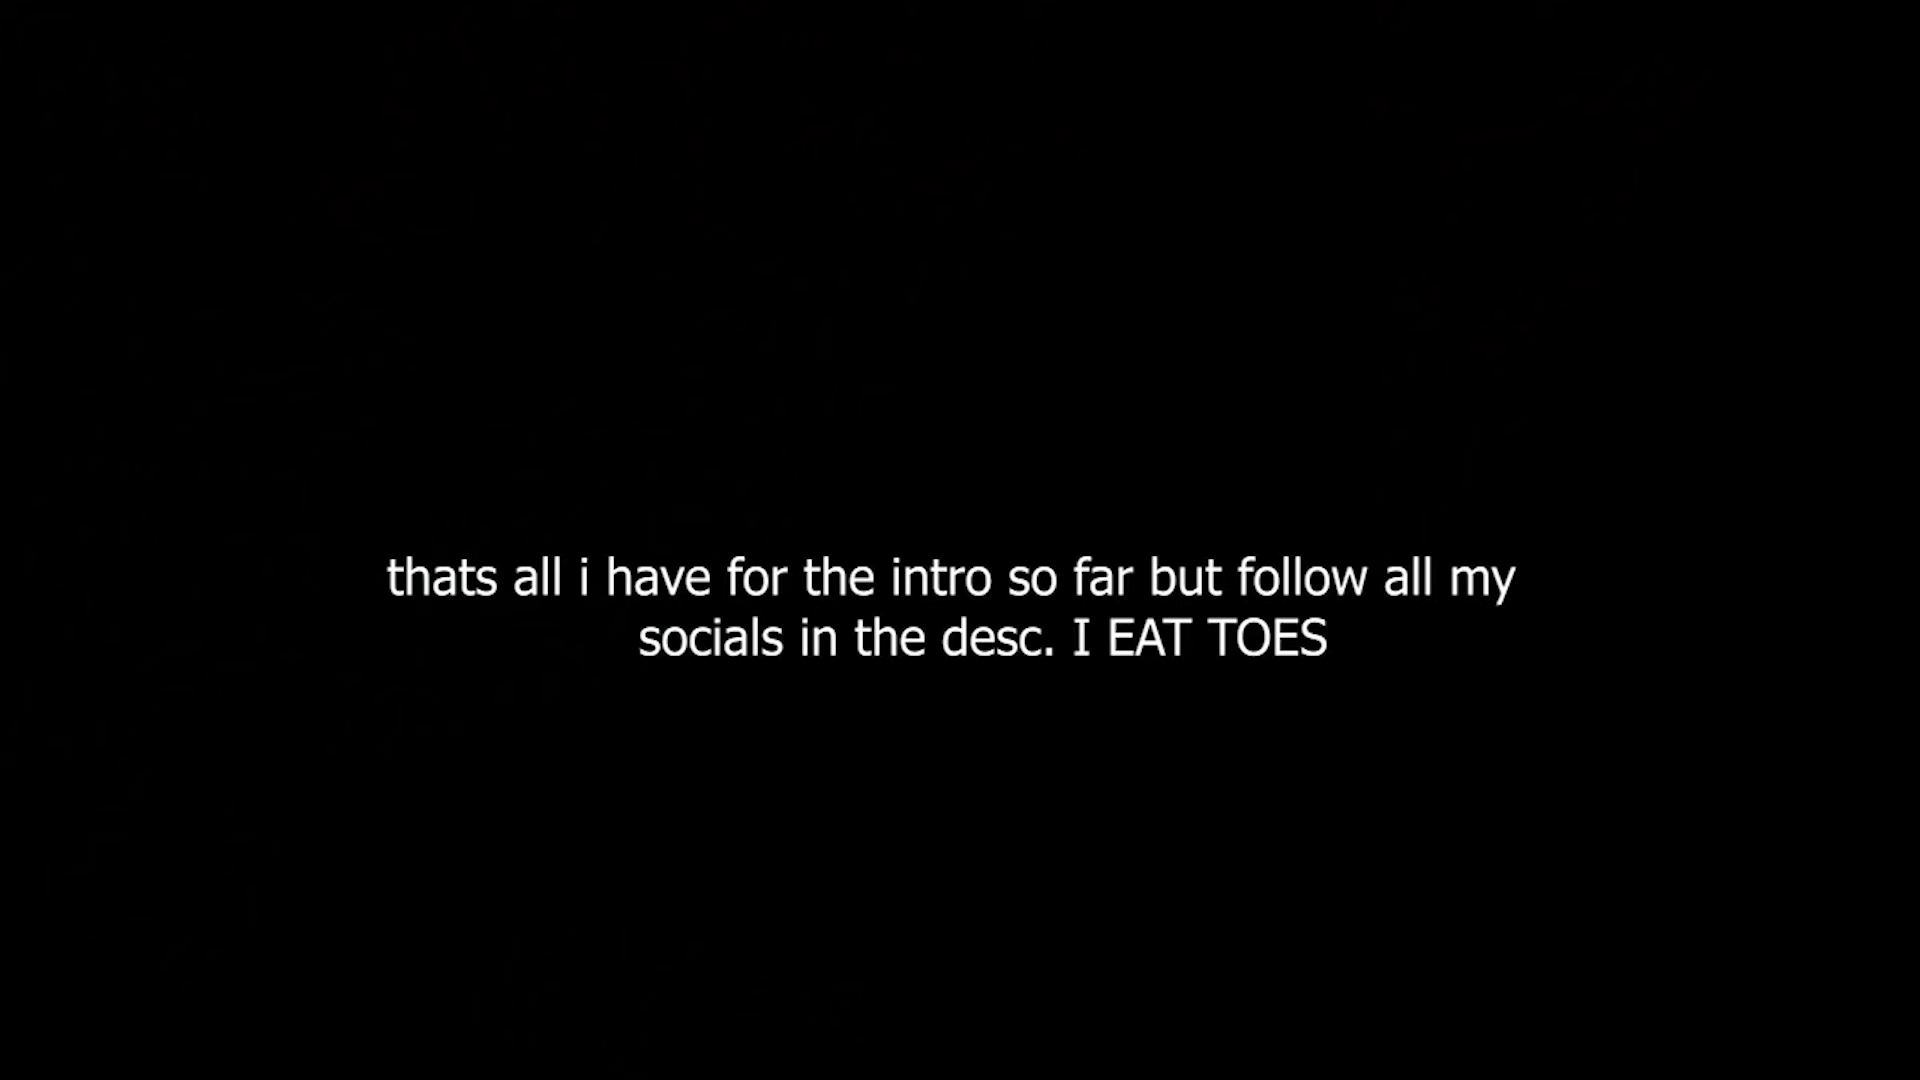 thats all i have for the intro so far but follow all my
socials in the desc. I EAT TOES